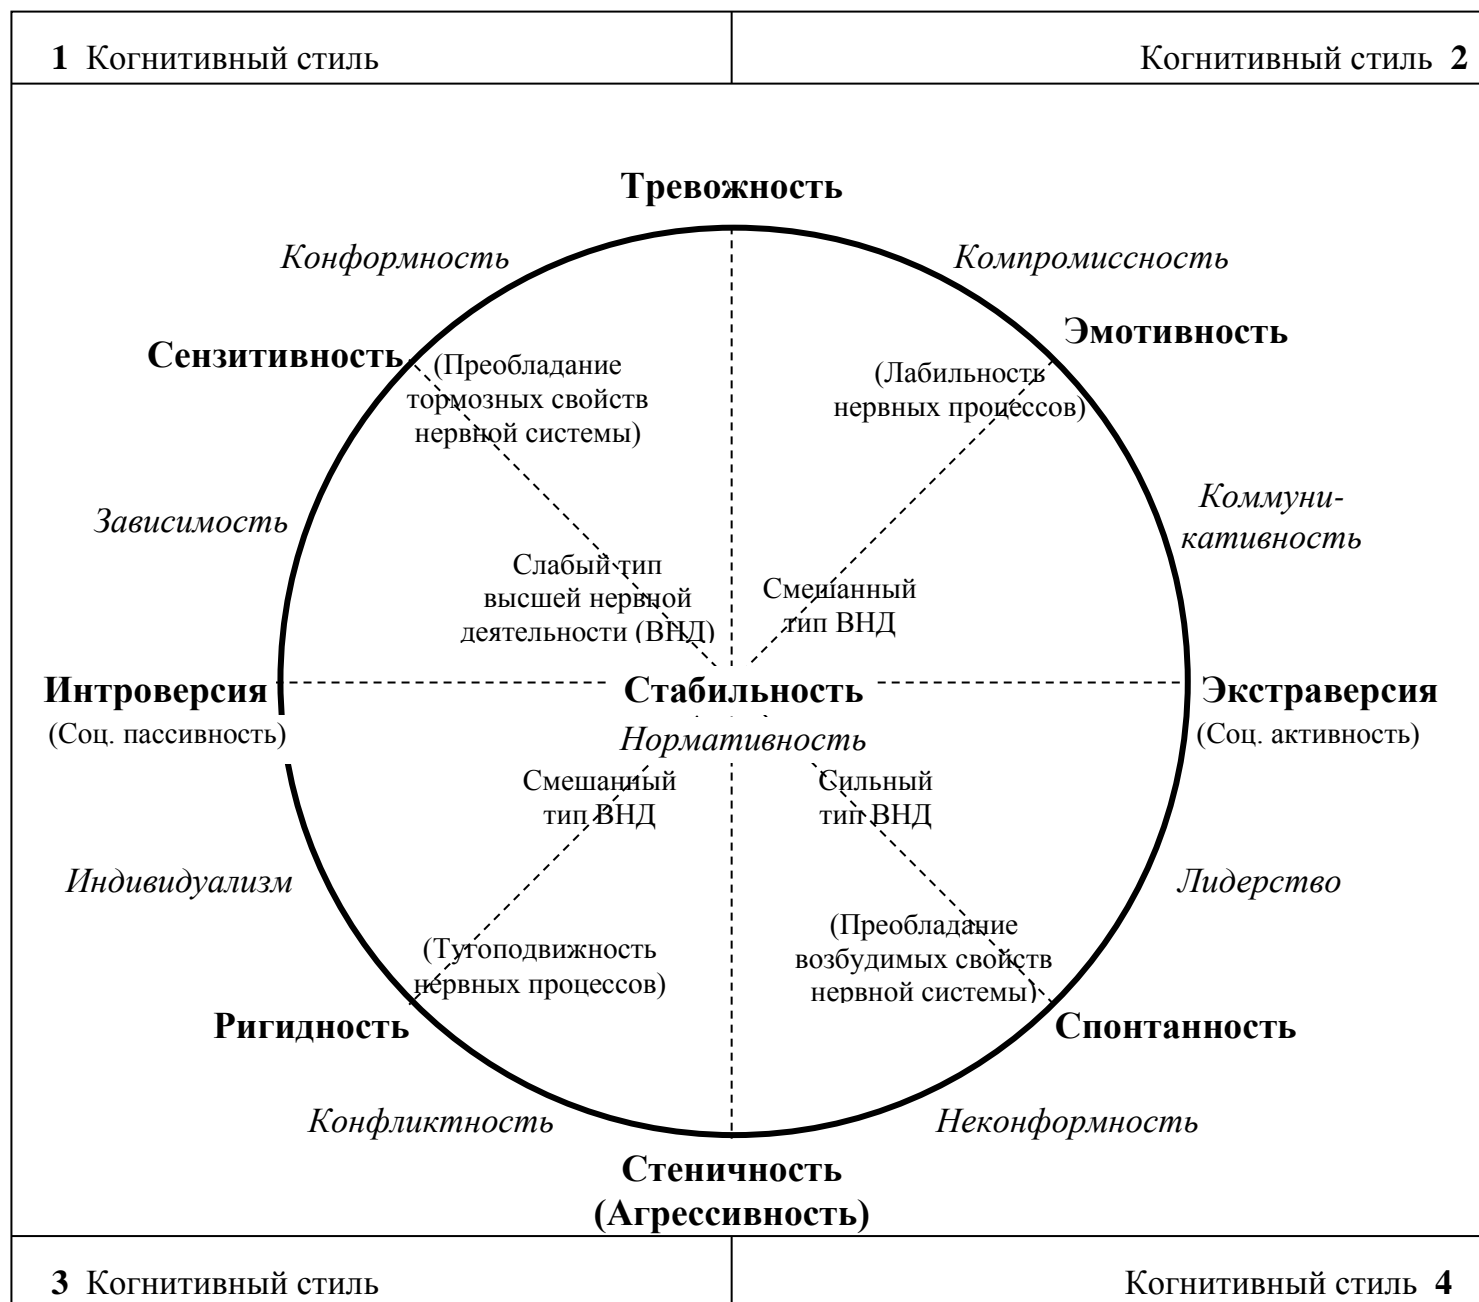 1 Когнитивный стиль
Когнитивный стиль 2
Тревожность
Конформность
Компромиссность
Эмотивность
Сензитивность
(Преобладание
тормозных свойств
нервной системы)
(Лабильность
нервных процессов)
Зависимость
Коммуни-
кативность
Слабый тип
высшей нервной
деятельности (ВНД)
Смешанный
тип ВНД
Интроверсия
(Соц. пассивность)
Стабильность
Нормативность
Экстраверсия
(Соц. активность)
Смешанный
тип ВНД
Сильный
тип ВНД
Индивидуализм
Лидерство
(Тугоподвижность
нервных процессов)
(Преобладание
возбудимых свойств
нервной системы)
Ригидность
Спонтанность
Конфликтность
Неконформность
Стеничность
(Агрессивность)
3 Когнитивный стиль
Когнитивный стиль 4